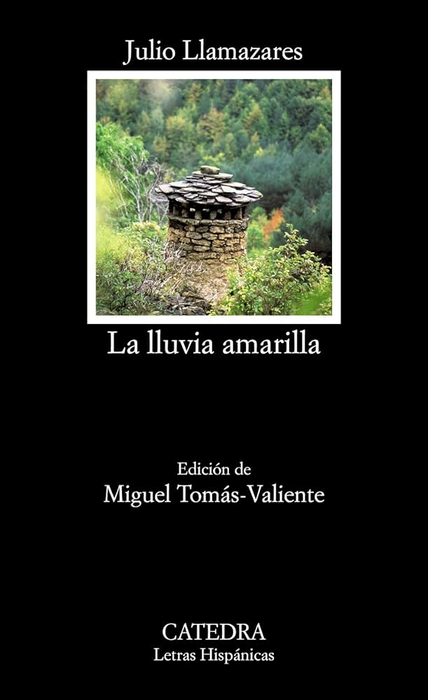 Julio Llamazares
La lluvia amarilla
Edición de
Miguel Tomás-Valiente
CATEDRA
Letras Hispánicas